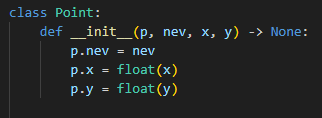 class Point:
    def __init__(p, nev, x, y) -> None:
        p.nev = nev
        p.x = float(x)
        p.y = float(y)